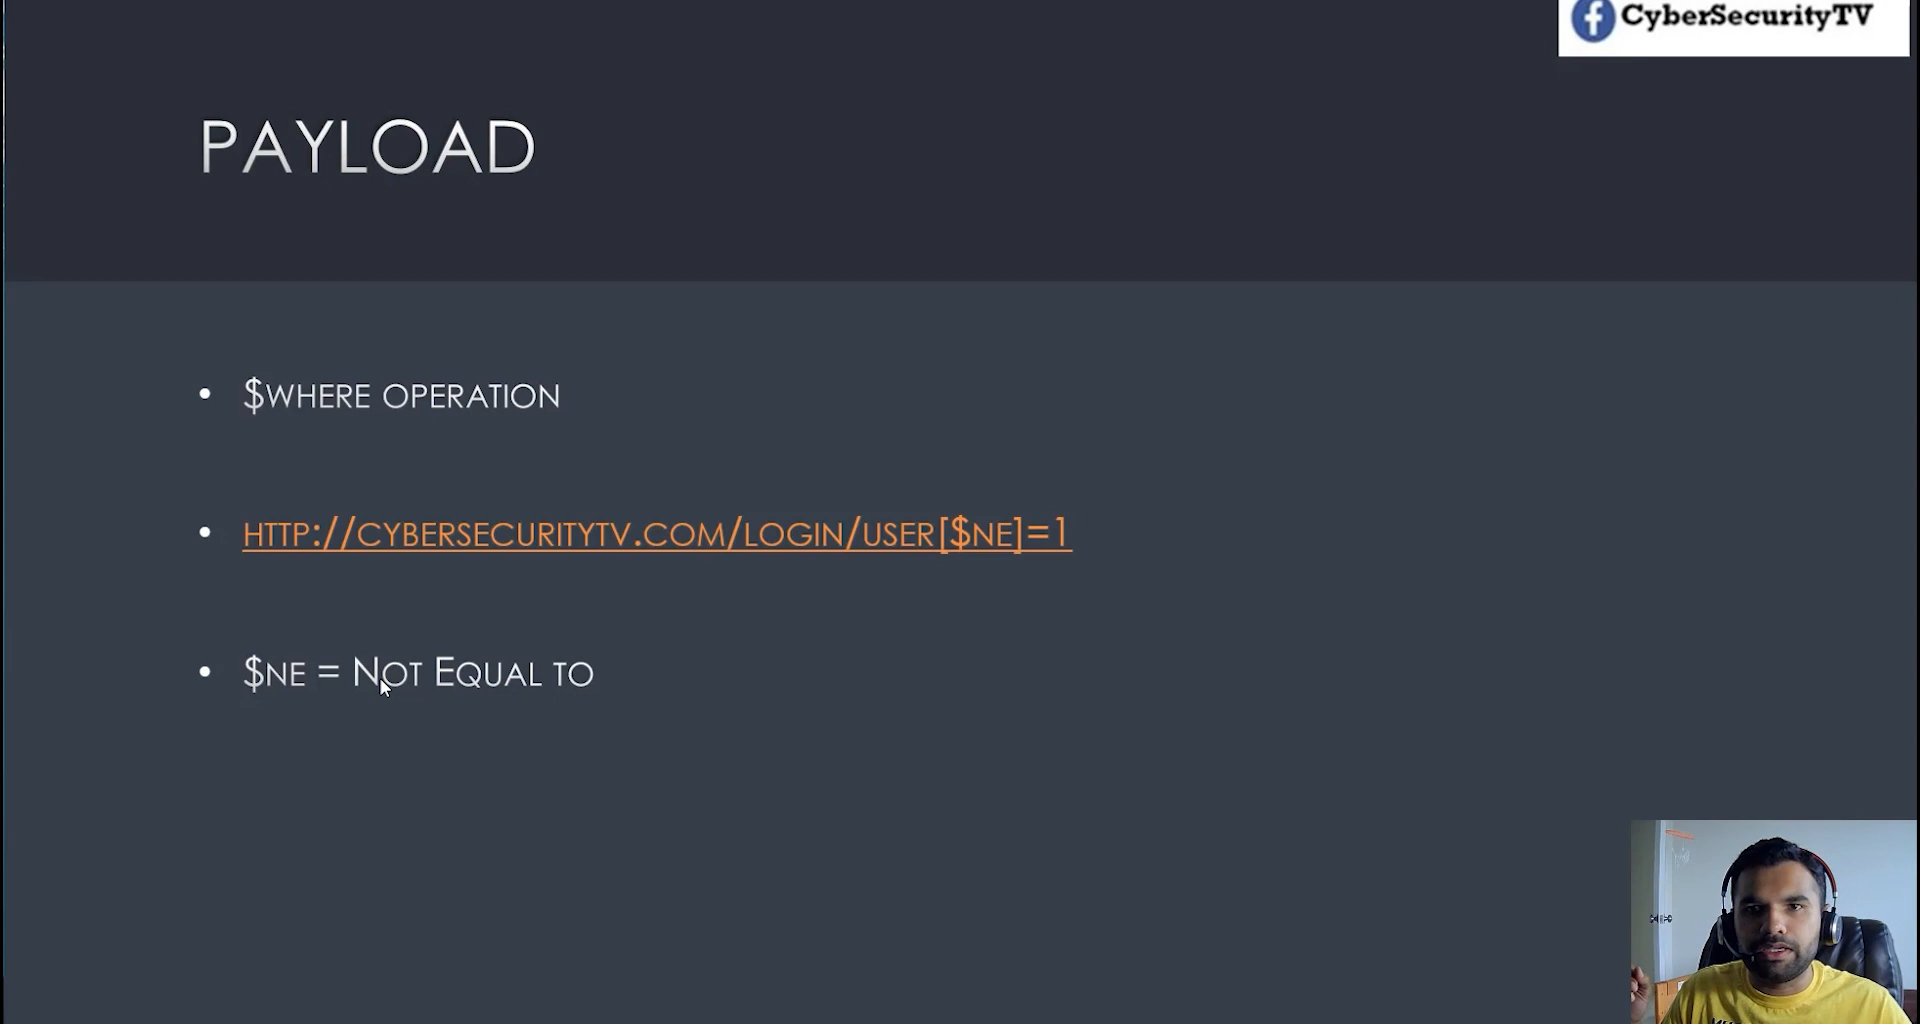 CyberSecurityTV
PAYLOAD
• $WHERE OPERATION
• HTTP://CYBERSECURITYTV.COM/LOGIN/USER[$NE]=1
• $NE = NOT EQUAL TO